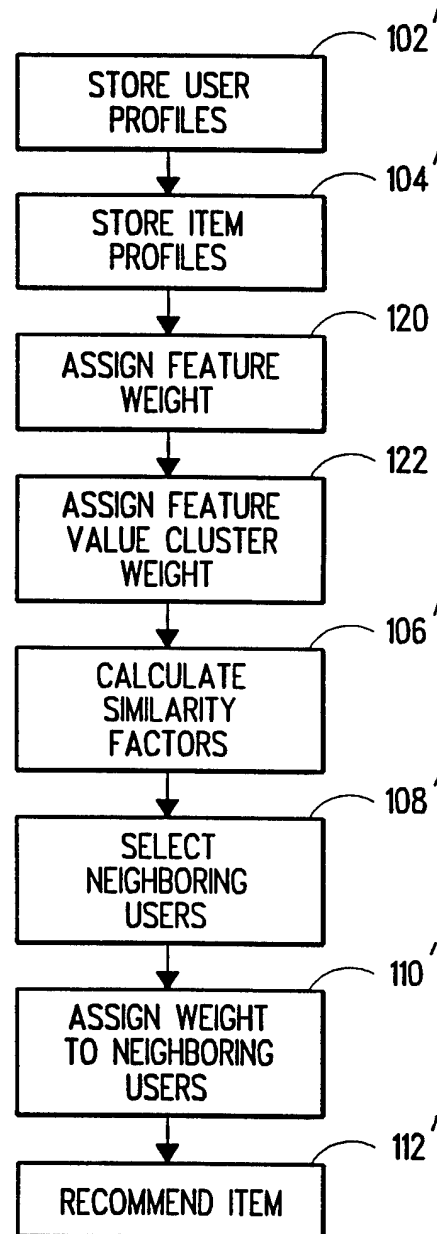 102'
STORE USER
PROFILES
104'
STORE ITEM
PROFILES
120
ASSIGN FEATURE
WEIGHT
122
ASSIGN FEATURE
VALUE CLUSTER
WEIGHT
106'
CALCULATE
SIMILARITY
FACTORS
108'
SELECT
NEIGHBORING
USERS
110'
ASSIGN WEIGHT
TO NEIGHBORING
USERS
112'
RECOMMEND ITEM